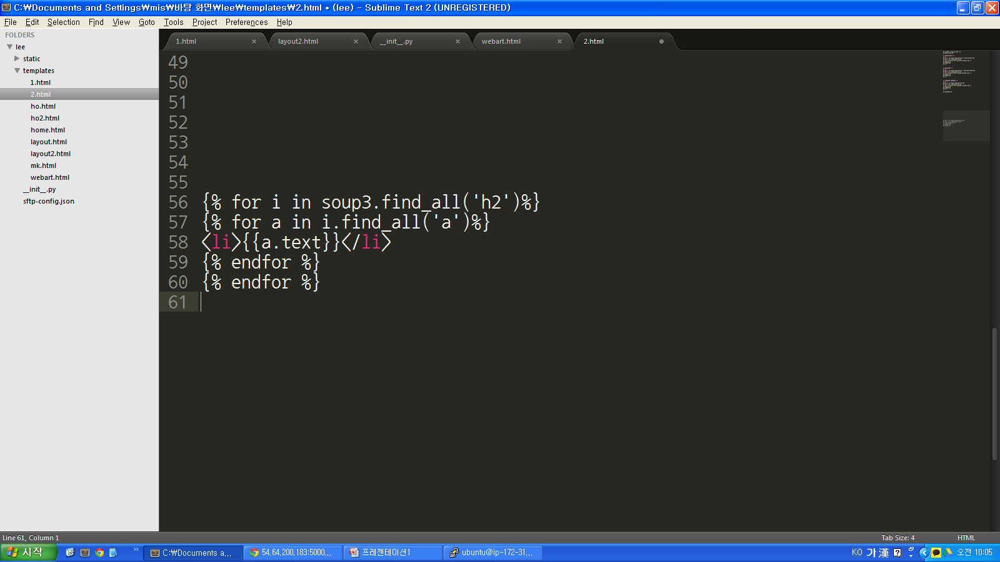 C:₩Documents and Settings₩mis₩바탕 화면₩lee₩templates₩2.html • (lee) - Sublime Text 2 (UNREGISTERED)
File Edit Selection Find View Goto Tools Project Preferences Help
FOLDERS
lee
static
templates
1.html
2.html
ho.html
ho2.html
home.html
layout.html
layout2.html
mk.html
webart.html
__init__.py
sftp-config.json
1.html layout2.html __init__.py webart.html 2.html
49
50
51
52
53
54
55
56 {% for i in soup3.find_all('h2')%}
57 {% for a in i.find_all('a')%}
58 <li>{{a.text}}</li>
59 {% endfor %}
60 {% endfor %}
61
Line 61, Column 1 Tab Size: 4 HTML
시작 C:₩Documents a... 54.64.200.183:5000... 프레젠테이션1 ubuntu@ip-172-31... KO 가 漢 오전 10:05